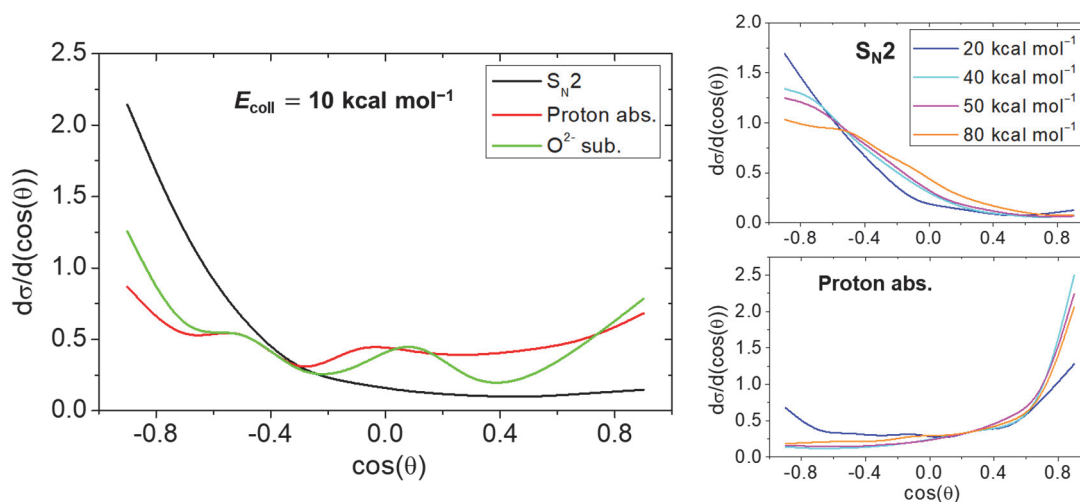 2.5
2.0
1.5
1.0
0.5
0.0
dσ/d(cos(θ))
E_coll = 10 kcal mol⁻¹
S_N2
Proton abs.
O²⁻ sub.
-0.8 -0.4 0.0 0.4 0.8
cos(θ)
2.0
1.5
1.0
0.5
0.0
dσ/d(cos(θ))
S_N2
20 kcal mol⁻¹
40 kcal mol⁻¹
50 kcal mol⁻¹
80 kcal mol⁻¹
-0.8 -0.4 0.0 0.4 0.8
2.5
2.0
1.5
1.0
0.5
0.0
dσ/d(cos(θ))
Proton abs.
-0.8 -0.4 0.0 0.4 0.8
cos(θ)